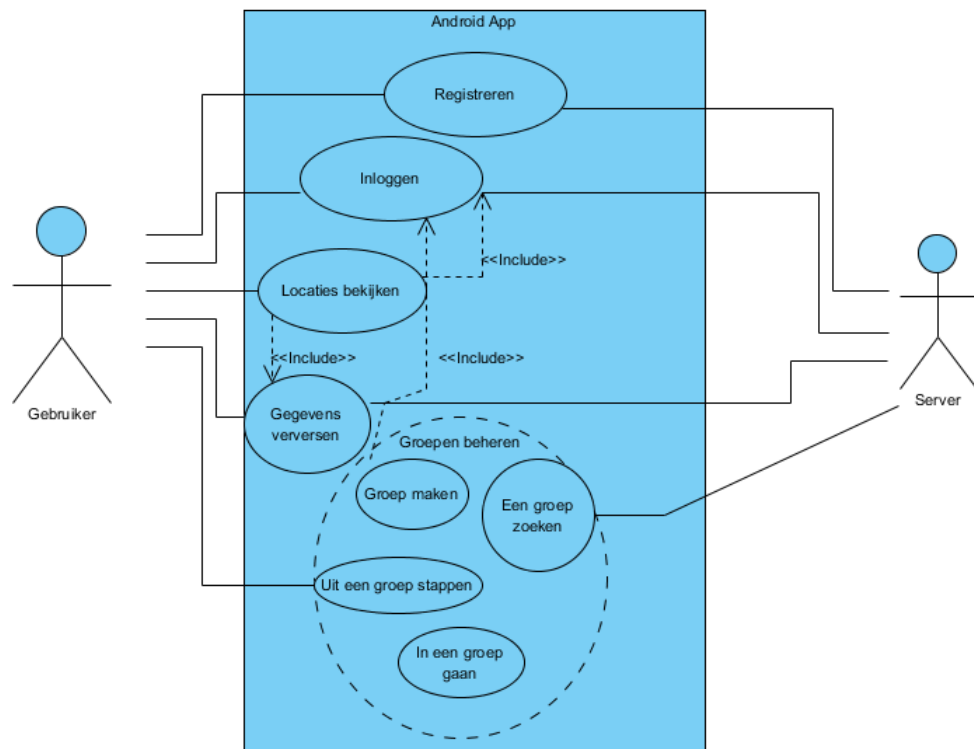 Android App
Registreren
Inloggen
<<Include>>
Locaties bekijken
<<Include>>
<<Include>>
Gebruiker
Server
Gegevens
verversen
Groepen beheren
Groep maken
Een groep
zoeken
Uit een groep stappen
In een groep
gaan